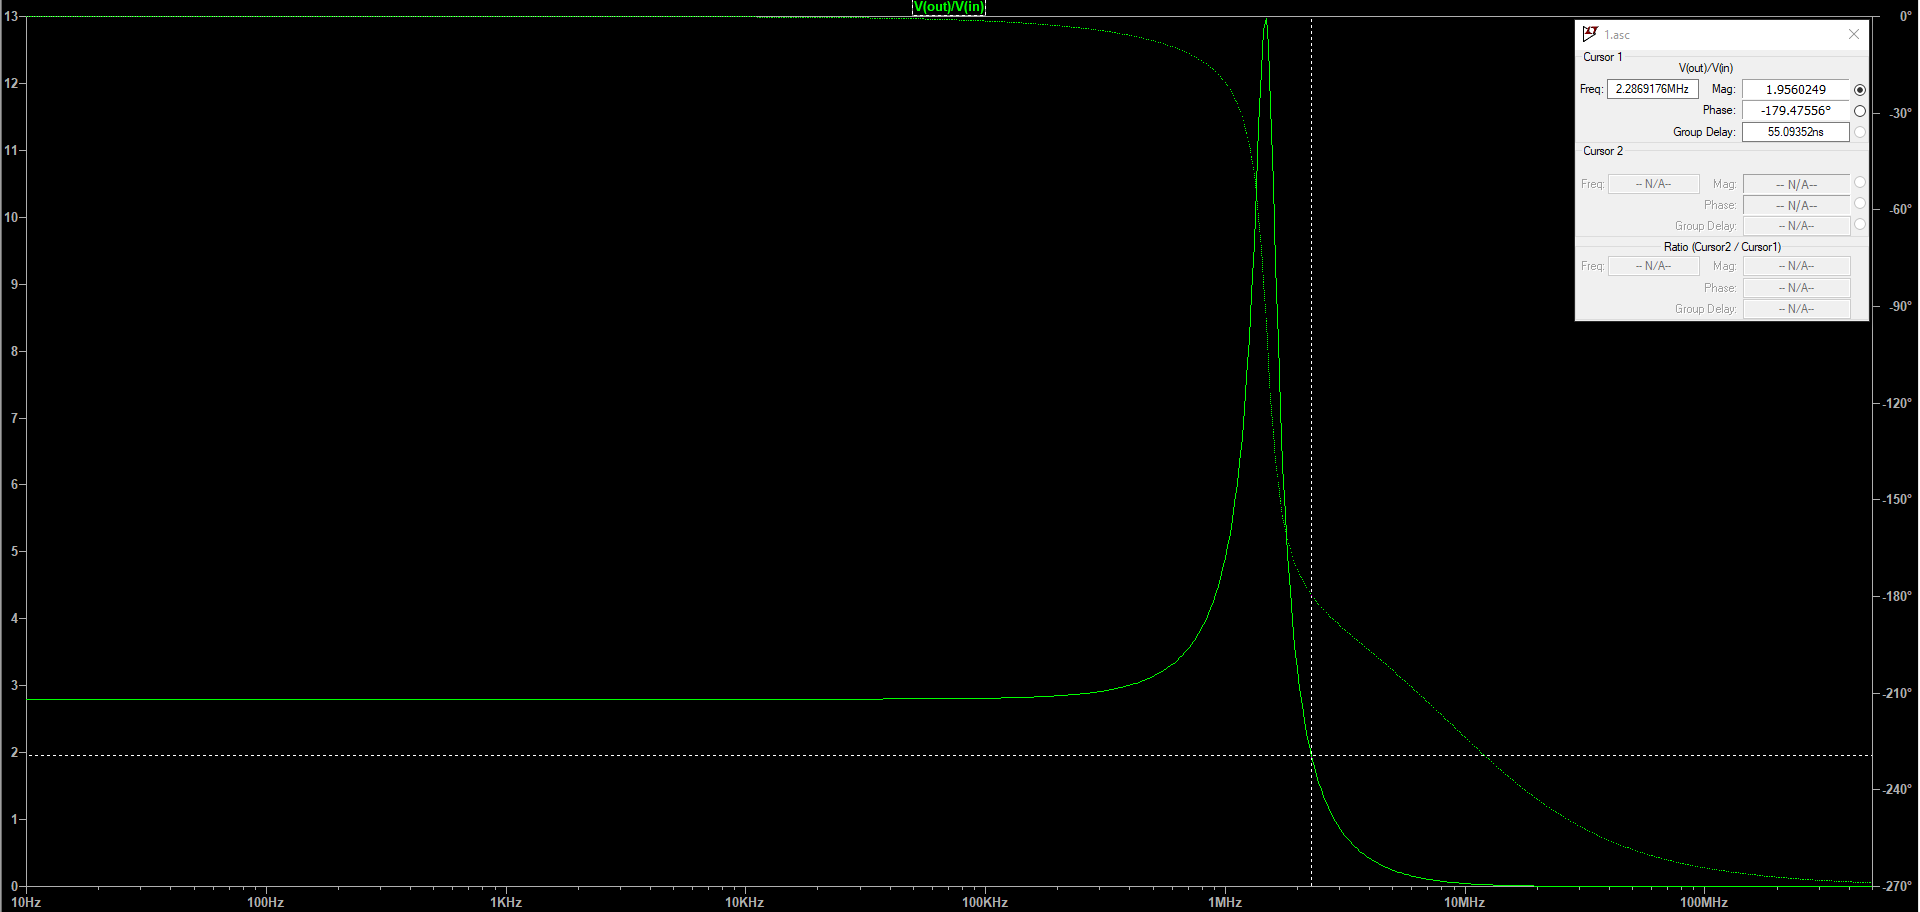 V(out)/V(in)
13
12
11
10
9
8
7
6
5
4
3
2
1
0
0°
-30°
-60°
-90°
-120°
-150°
-180°
-210°
-240°
-270°
10Hz 100Hz 1KHz 10KHz 100KHz 1MHz 10MHz 100MHz
1.asc
Cursor 1
V(out)/V(in)
Freq: 2.2869176MHz Mag: 1.9560249
Phase: -179.47556°
Group Delay: 55.09352ns
Cursor 2
Freq: -- N/A-- Mag: -- N/A--
Phase: -- N/A--
Group Delay: -- N/A--
Ratio (Cursor2 / Cursor1)
Freq: -- N/A-- Mag: -- N/A--
Phase: -- N/A--
Group Delay: -- N/A--